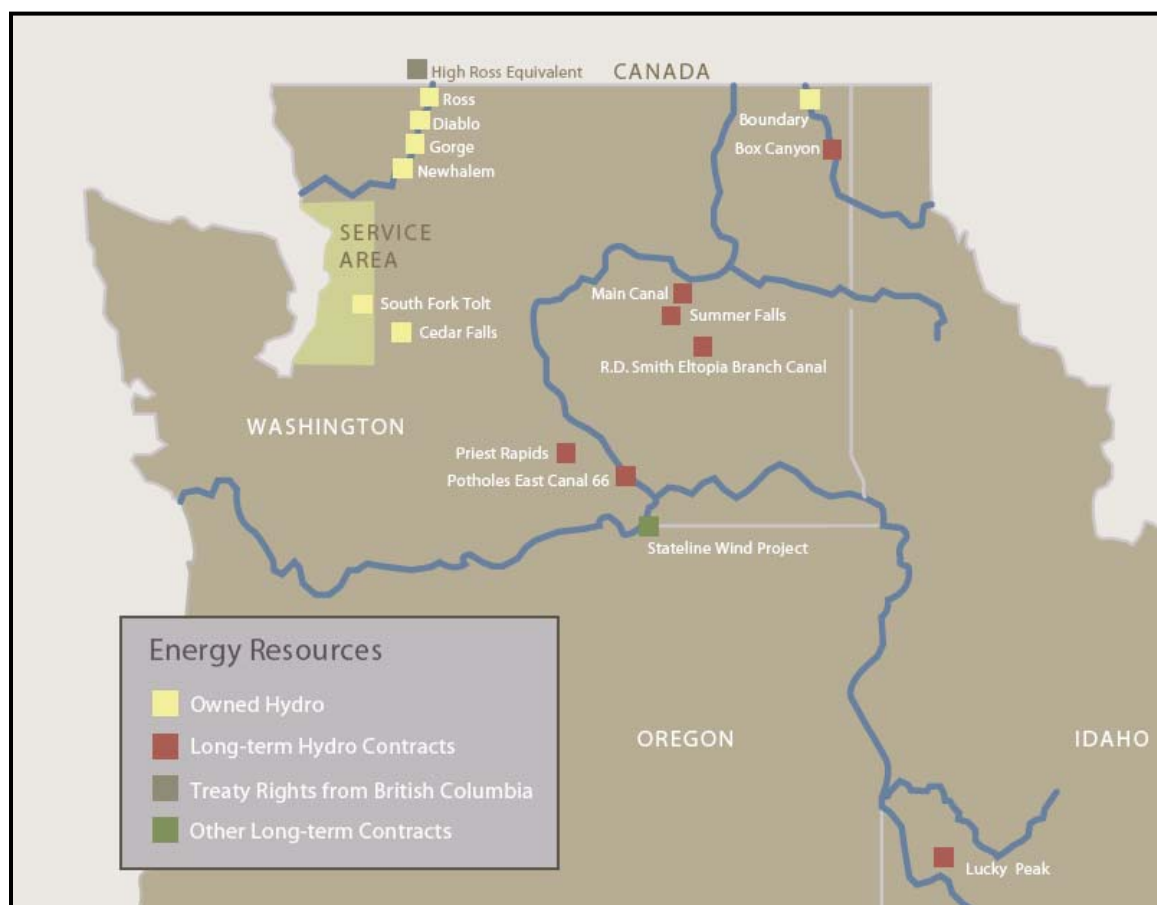 High Ross Equivalent
CANADA
Ross
Diablo
Gorge
Newhalem
Boundary
Box Canyon
SERVICE
AREA
South Fork Tolt
Cedar Falls
Main Canal
Summer Falls
R.D. Smith Eltopia Branch Canal
WASHINGTON
Priest Rapids
Potholes East Canal 66
Stateline Wind Project
Energy Resources
Owned Hydro
Long-term Hydro Contracts
Treaty Rights from British Columbia
Other Long-term Contracts
OREGON
IDAHO
Lucky Peak